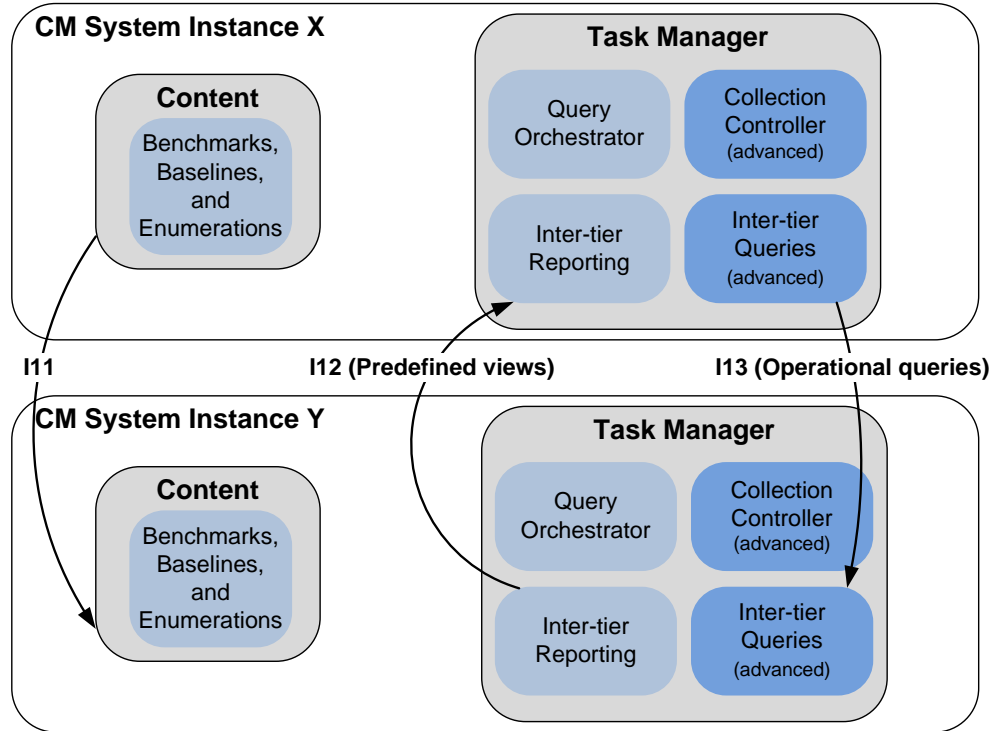 CM System Instance X
Task Manager
Content
Benchmarks,
Baselines,
and
Enumerations
Query
Orchestrator
Collection
Controller
(advanced)
Inter-tier
Reporting
Inter-tier
Queries
(advanced)
I11
I12 (Predefined views)
I13 (Operational queries)
CM System Instance Y
Task Manager
Content
Benchmarks,
Baselines,
and
Enumerations
Query
Orchestrator
Collection
Controller
(advanced)
Inter-tier
Reporting
Inter-tier
Queries
(advanced)